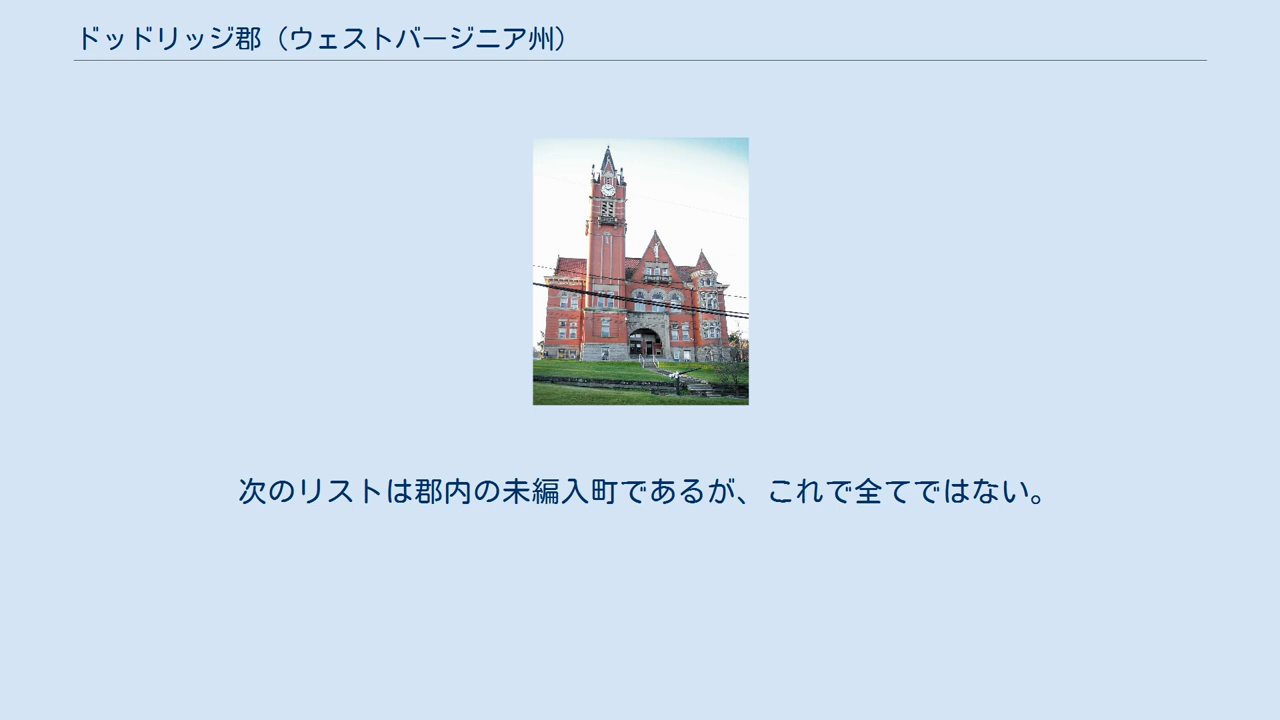 ドッドリッジ郡（ウェストバージニア州）
次のリストは郡内の未編入町であるが、これで全てではない。